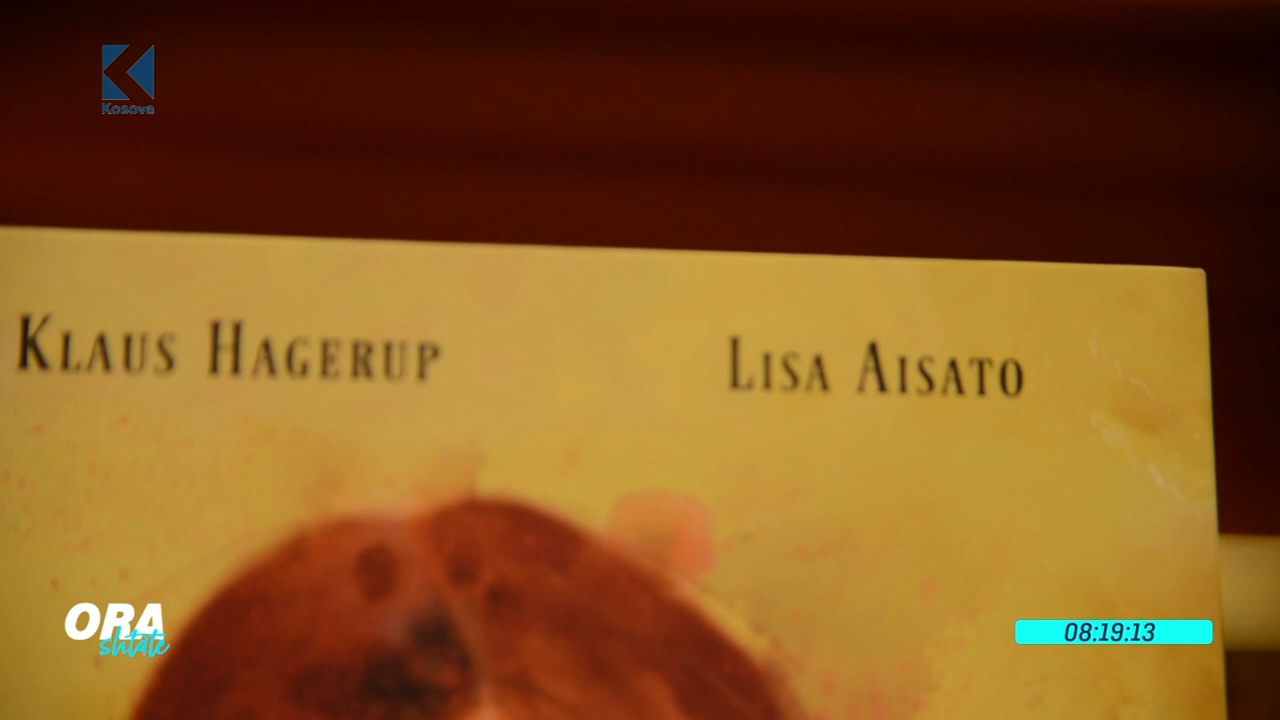 Kosova
KLAUS HAGERUP
LISA AISATO
ORA
shtatë
08:19:13